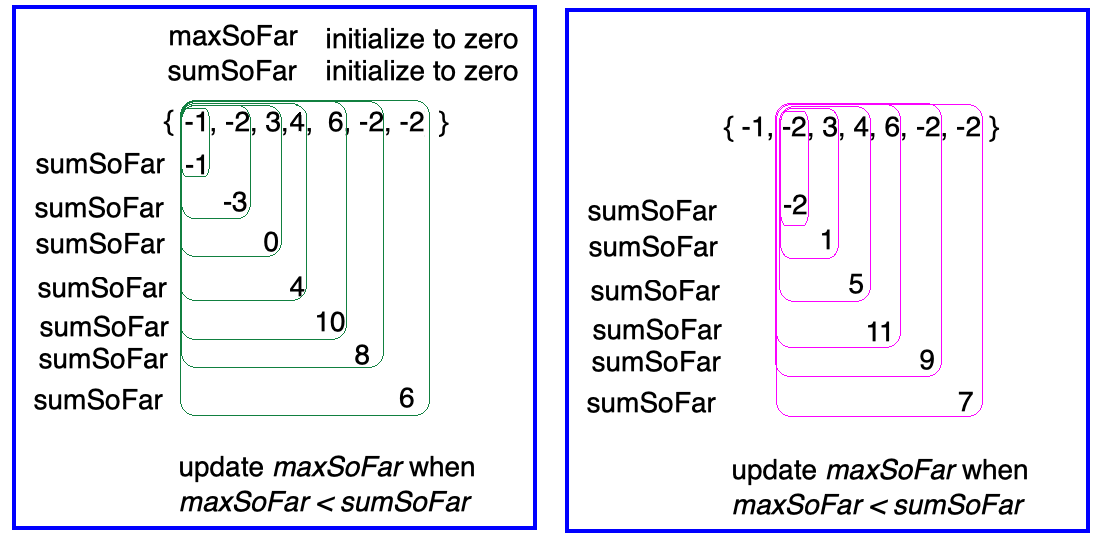 maxSoFar initialize to zero
sumSoFar initialize to zero
{ -1, -2, 3,4, 6, -2, -2 }
sumSoFar -1
sumSoFar -3
sumSoFar 0
sumSoFar 4
sumSoFar 10
sumSoFar 8
sumSoFar 6
update maxSoFar when
maxSoFar < sumSoFar
{ -1, -2, 3, 4, 6, -2, -2 }
sumSoFar -2
sumSoFar 1
sumSoFar 5
sumSoFar 11
sumSoFar 9
sumSoFar 7
update maxSoFar when
maxSoFar < sumSoFar